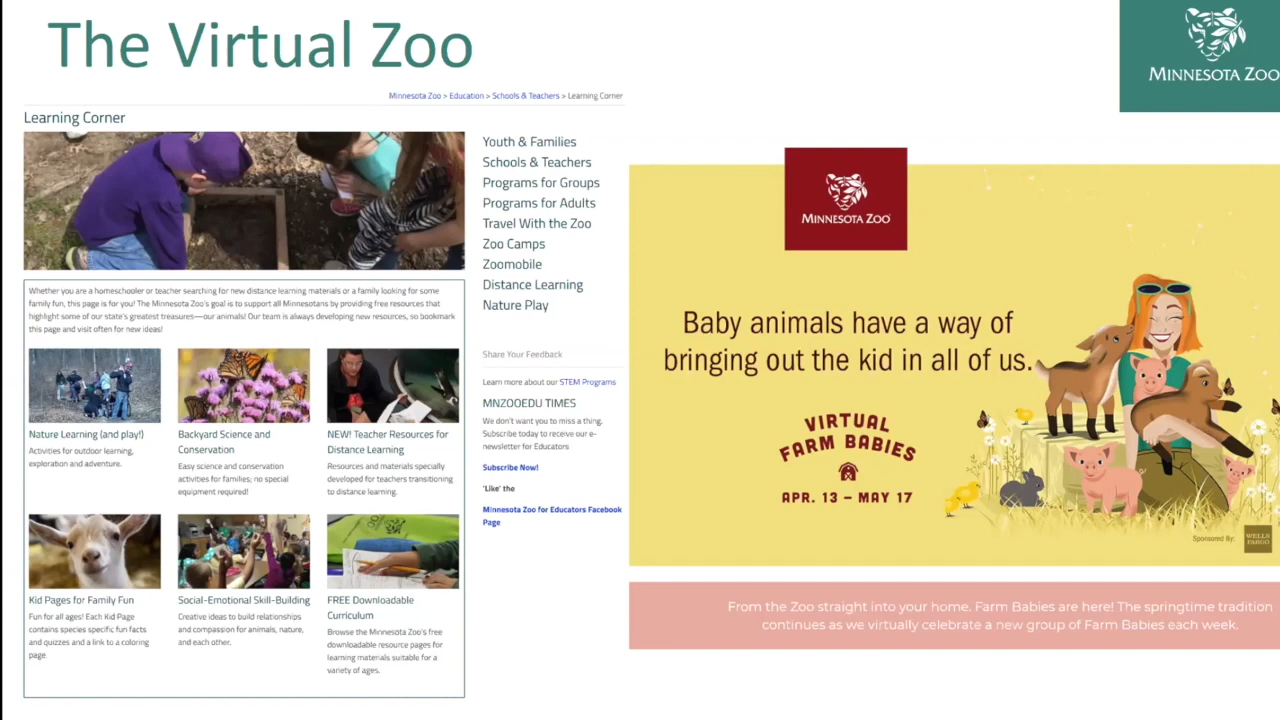 The Virtual Zoo
MINNESOTA ZOO
Minnesota Zoo > Education > Schools & Teachers > Learning Corner
Learning Corner
Whether you are a homeschooler or teacher searching for new distance learning materials or a family looking for some
family fun, this page is for you! The Minnesota Zoo's goal is to support all Minnesotans by providing free resources that
highlight some of our state's greatest treasures—our animals! Our team is always developing new resources, so bookmark
this page and visit often for new ideas!
Nature Learning (and play!)
Activities for outdoor learning,
exploration and adventure.
Backyard Science and
Conservation
Easy science and conservation
activities for families; no special
equipment required!
NEW! Teacher Resources for
Distance Learning
Resources and materials specially
developed for teachers transitioning
to distance learning.
Kid Pages for Family Fun
Fun for all ages! Each Kid Page
contains species specific fun facts
and quizzes and a link to a coloring
page
Social-Emotional Skill-Building
Creative ideas to build relationships
and compassion for animals, nature,
and each other.
FREE Downloadable
Curriculum
Browse the Minnesota Zoo's free
downloadable resource pages for
learning materials suitable for a
variety of ages.
Youth & Families
Schools & Teachers
Programs for Groups
Programs for Adults
Travel With the Zoo
Zoo Camps
Zoomobile
Distance Learning
Nature Play
Share Your Feedback
Learn more about our STEM Programs
MNZOOEDU TIMES
We don't want you to miss a thing.
Subscribe today to receive our e-
newsletter for Educators
Subscribe Now!
'Like' the
Minnesota Zoo for Educators Facebook
Page
MINNESOTA ZOO
Baby animals have a way of
bringing out the kid in all of us.
VIRTUAL
FARM BABIES
APR. 13 – MAY 17
Sponsored By:
WELLS
FARGO
From the Zoo straight into your home. Farm Babies are here! The springtime tradition
continues as we virtually celebrate a new group of Farm Babies each week.